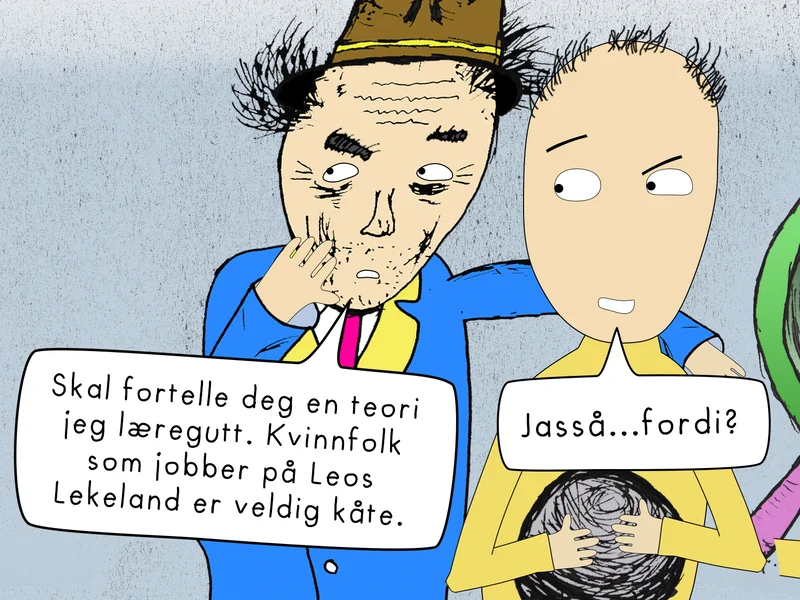 Skal fortelle deg en teori
jeg læregutt. Kvinnfolk
som jobber på Leos
Lekeland er veldig kåte.
Jasså...fordi?